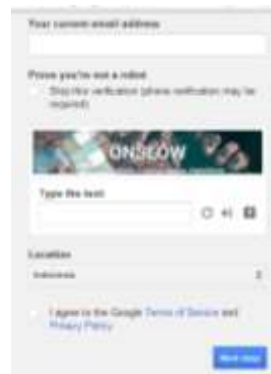 Your current email address
Prove you're not a robot
Skip this verification (phone verification may be
required)
ONSLOW
Type the text:
Location
Indonesia
I agree to the Google Terms of Service and
Privacy Policy
Next step